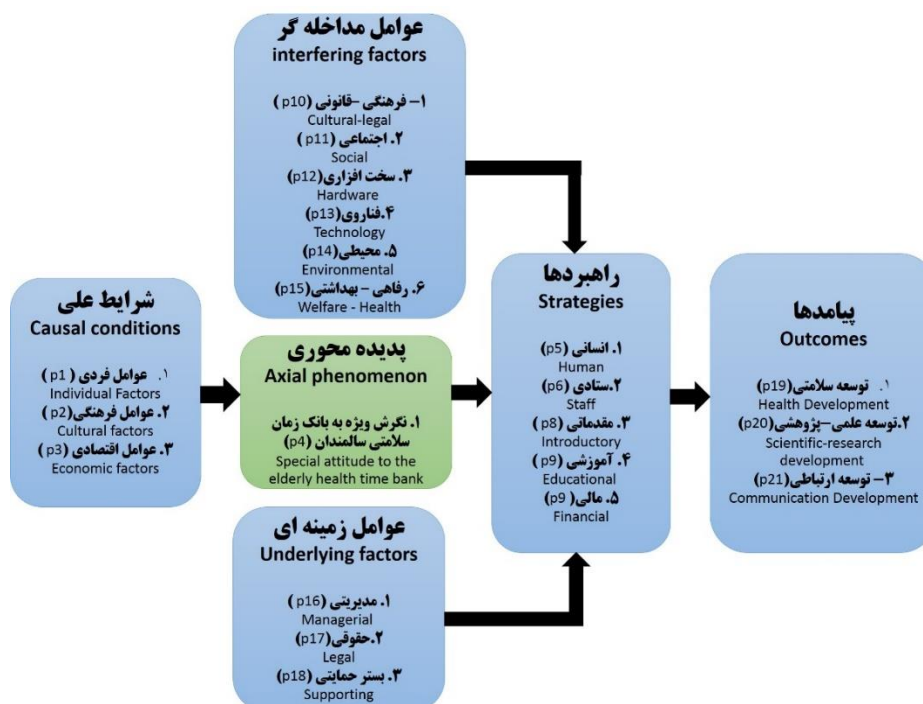 عوامل مداخله گر
interfering factors
۱- فرهنگی -قانونی (p10)
Cultural-legal
۲. اجتماعی (p11)
Social
۳. سخت افزاری(p12)
Hardware
۴.فناروی(p13)
Technology
۵. محیطی (p14)
Environmental
۶. رفاهی - بهداشتی(p15)
Welfare - Health
شرایط علی
Causal conditions
۱. عوامل فردی (p1)
Individual Factors
۲. عوامل فرهنگی(p2)
Cultural factors
۳. عوامل اقتصادی (p3)
Economic factors
پدیده محوری
Axial phenomenon
۱. نگرش ویژه به بانک زمان
سلامتی سالمندان (p4)
Special attitude to the
elderly health time bank
عوامل زمینه ای
Underlying factors
۱. مدیریتی (p16)
Managerial
۲.حقوقی(p17)
Legal
۳. بستر حمایتی (p18)
Supporting
راهبردها
Strategies
۱. انسانی (p5)
Human
۲.ستادی (p6)
Staff
۳. مقدماتی (p8)
Introductory
۴. آموزشی (p9)
Educational
۵. مالی (p9)
Financial
پیامدها
Outcomes
۱. توسعه سلامتی (p19)
Health Development
۲.توسعه علمی-پژوهشی (p20)
Scientific-research
development
۳- توسعه ارتباطی (p21)
Communication Development